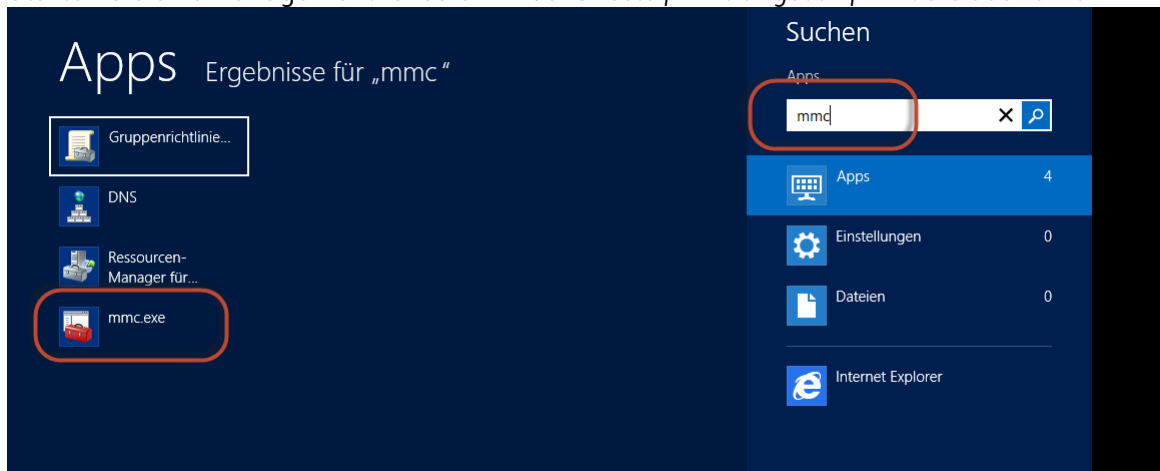 Apps Ergebnisse für „mmc“
Gruppenrichtlinie...
DNS
Ressourcen-
Manager für...
mmc.exe
Suchen
Apps
mmc
Apps 4
Einstellungen 0
Dateien 0
Internet Explorer